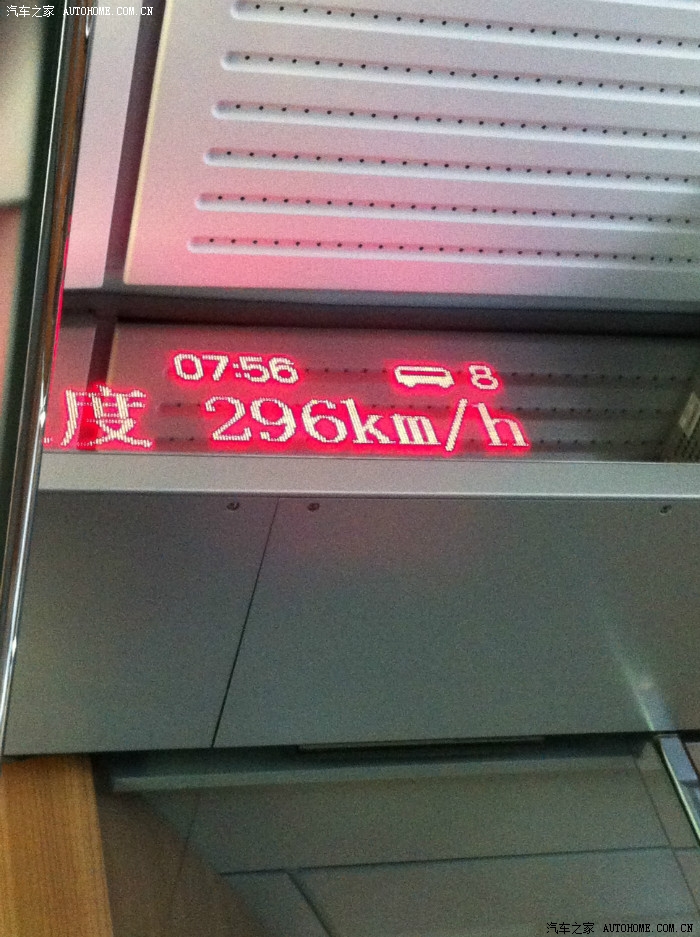 汽车之家 AUTOHOME.COM.CN
AUTOHOME
07:56 8
度 296km/h
汽车之家 AUTOHOME.COM.CN